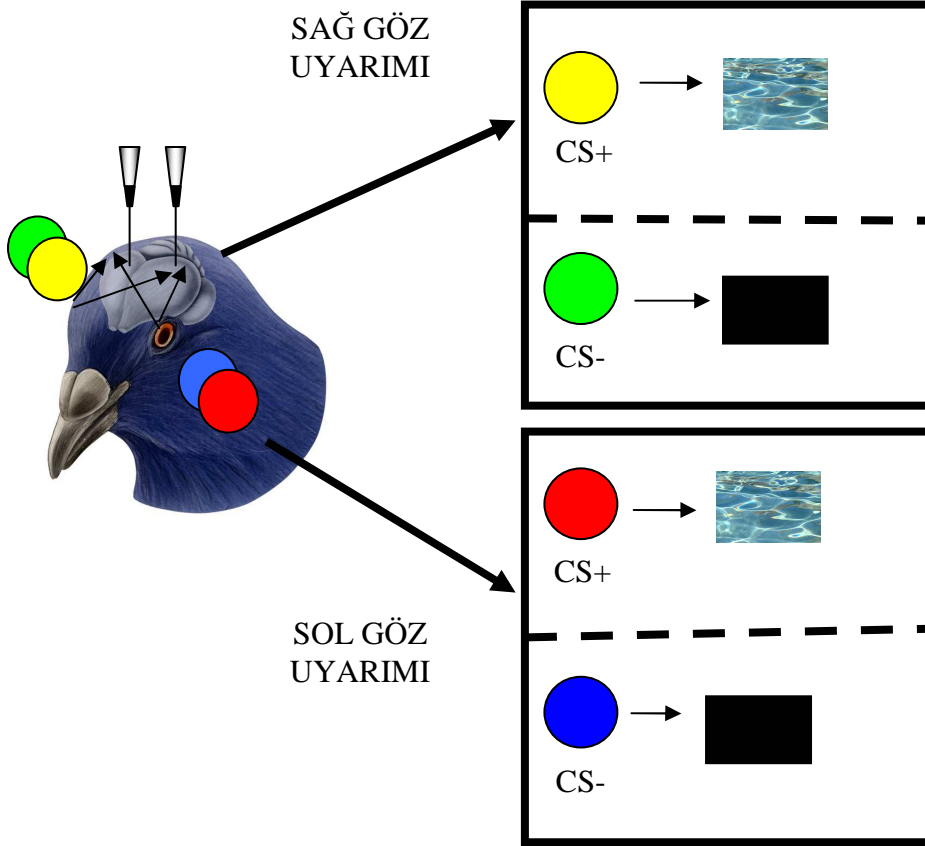 SAĞ GÖZ
UYARIMI
CS+
CS-
CS+
SOL GÖZ
UYARIMI
CS-